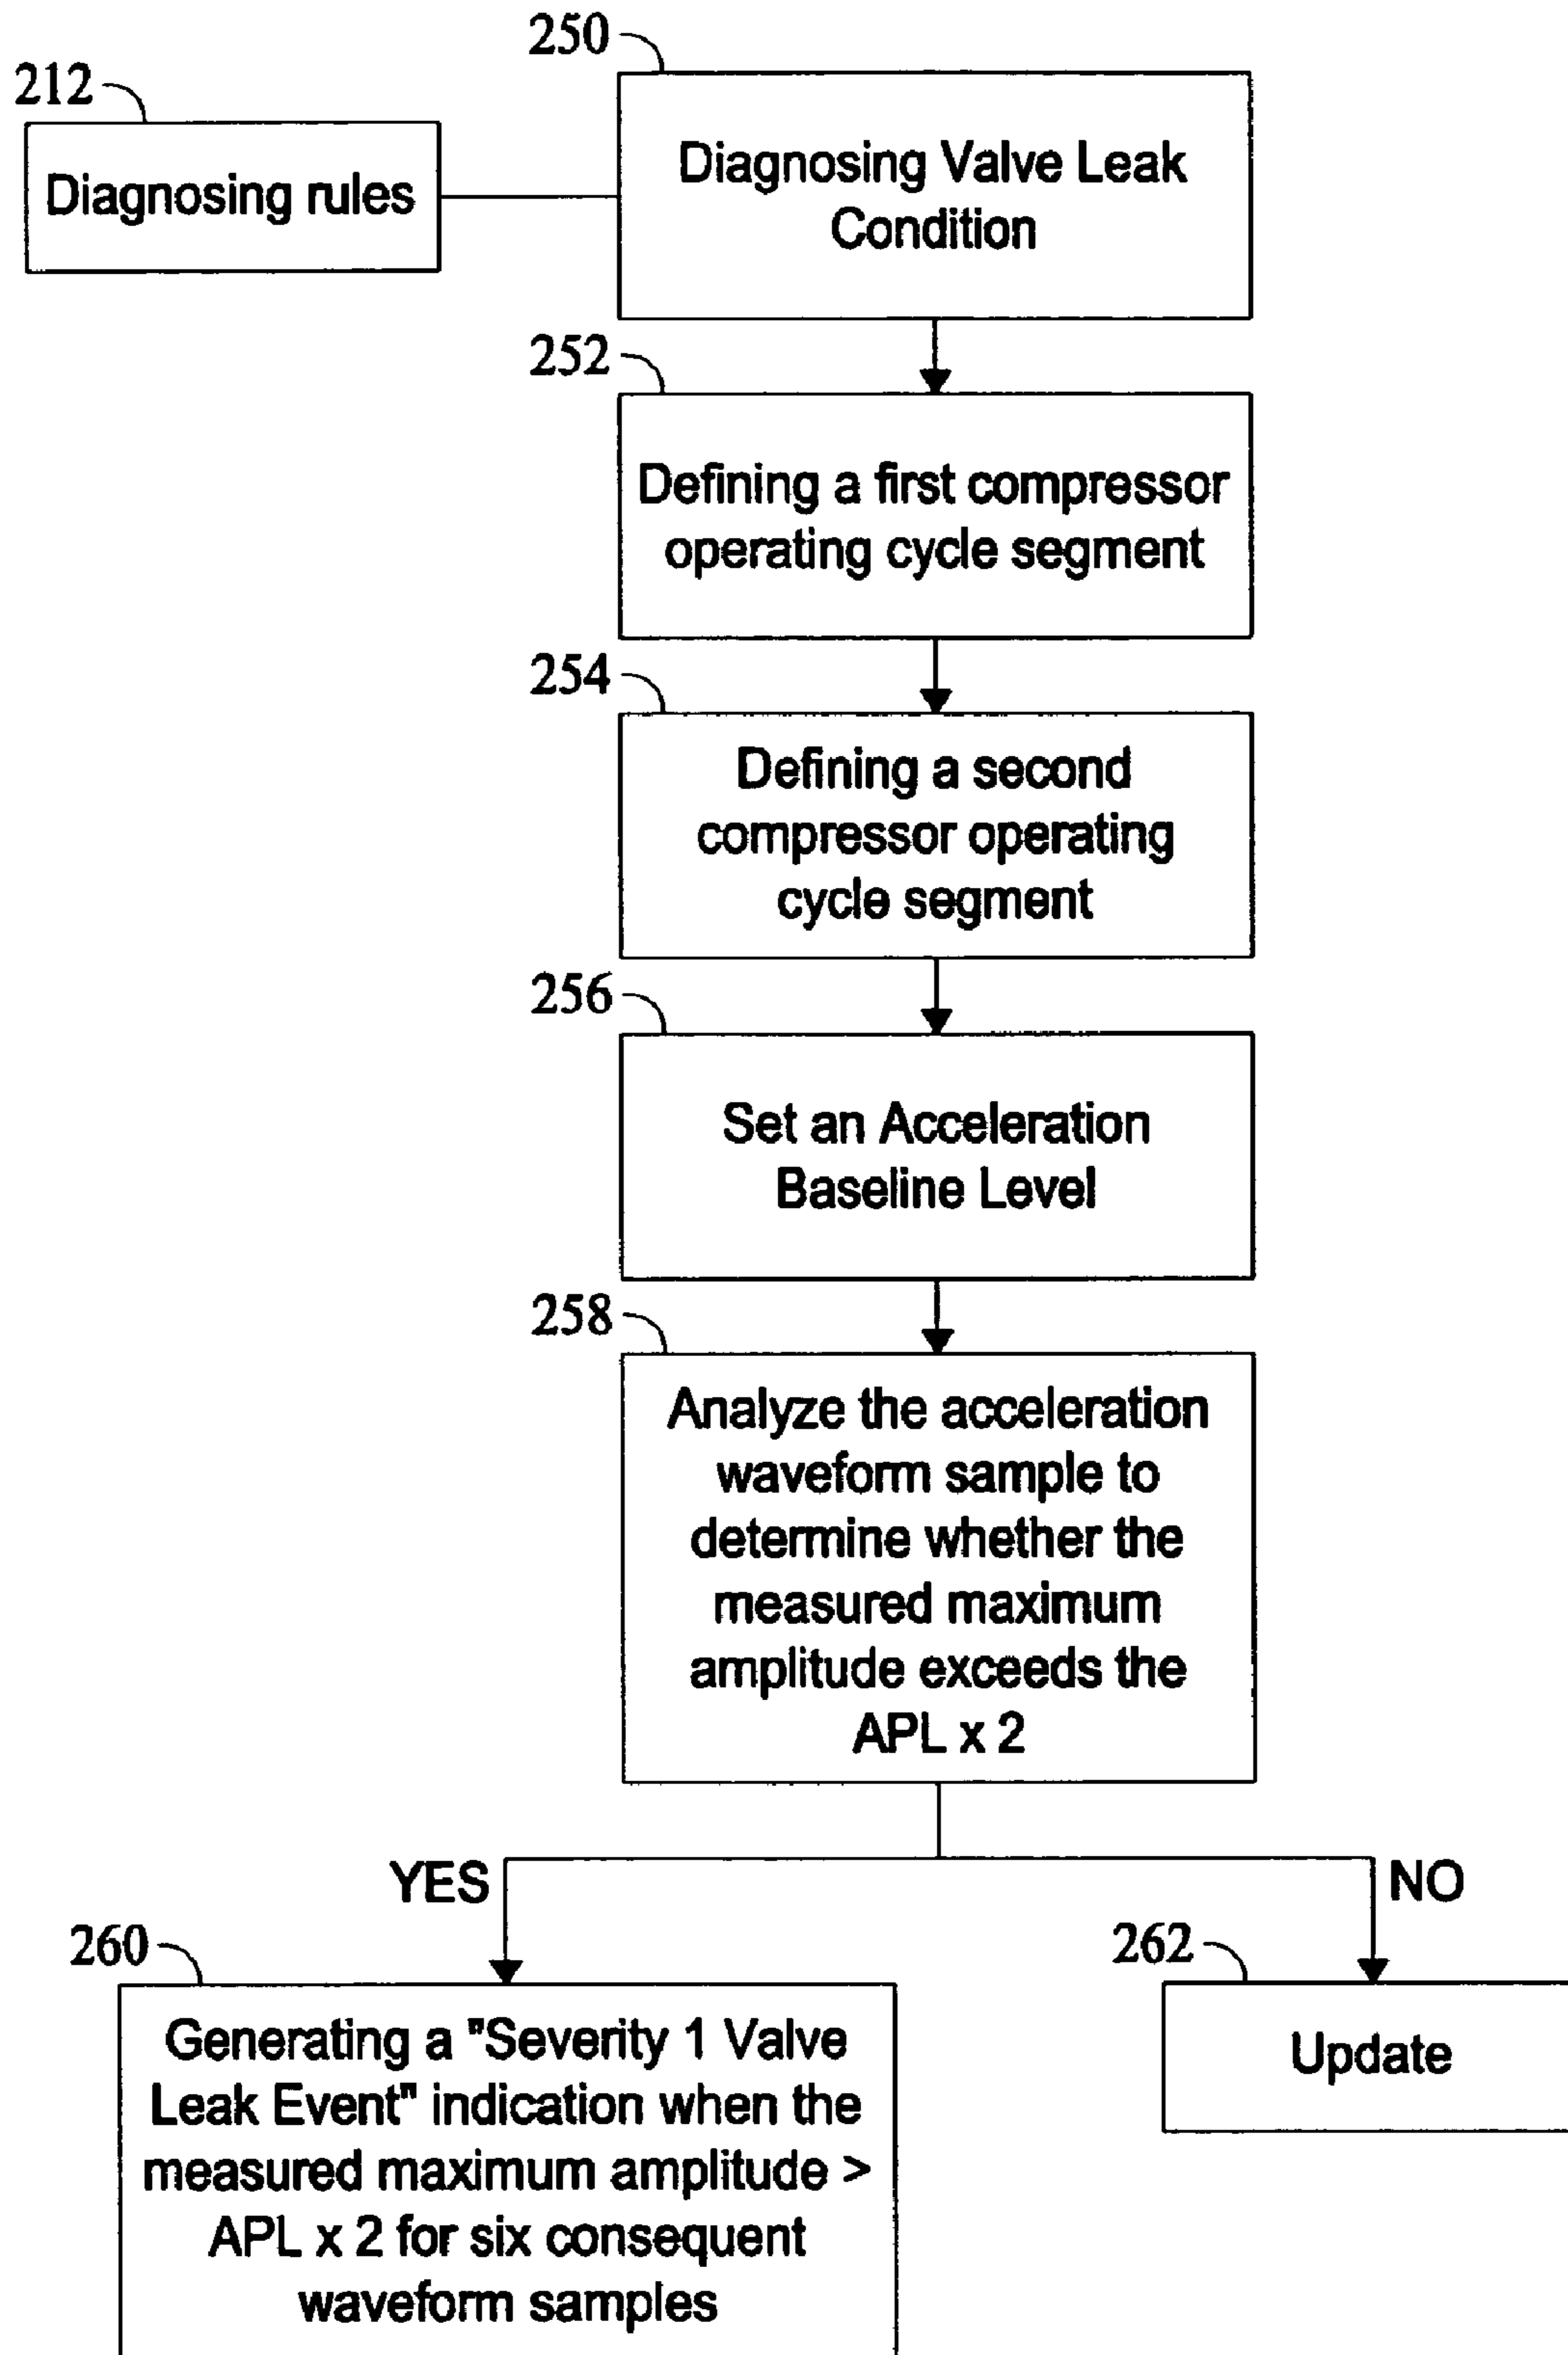 250
212
Diagnosing rules
Diagnosing Valve Leak
Condition
252
Defining a first compressor
operating cycle segment
254
Defining a second
compressor operating
cycle segment
256
Set an Acceleration
Baseline Level
258
Analyze the acceleration
waveform sample to
determine whether the
measured maximum
amplitude exceeds the
APL x 2
YES
NO
260
Generating a "Severity 1 Valve
Leak Event" indication when the
measured maximum amplitude >
APL x 2 for six consequent
waveform samples
262
Update